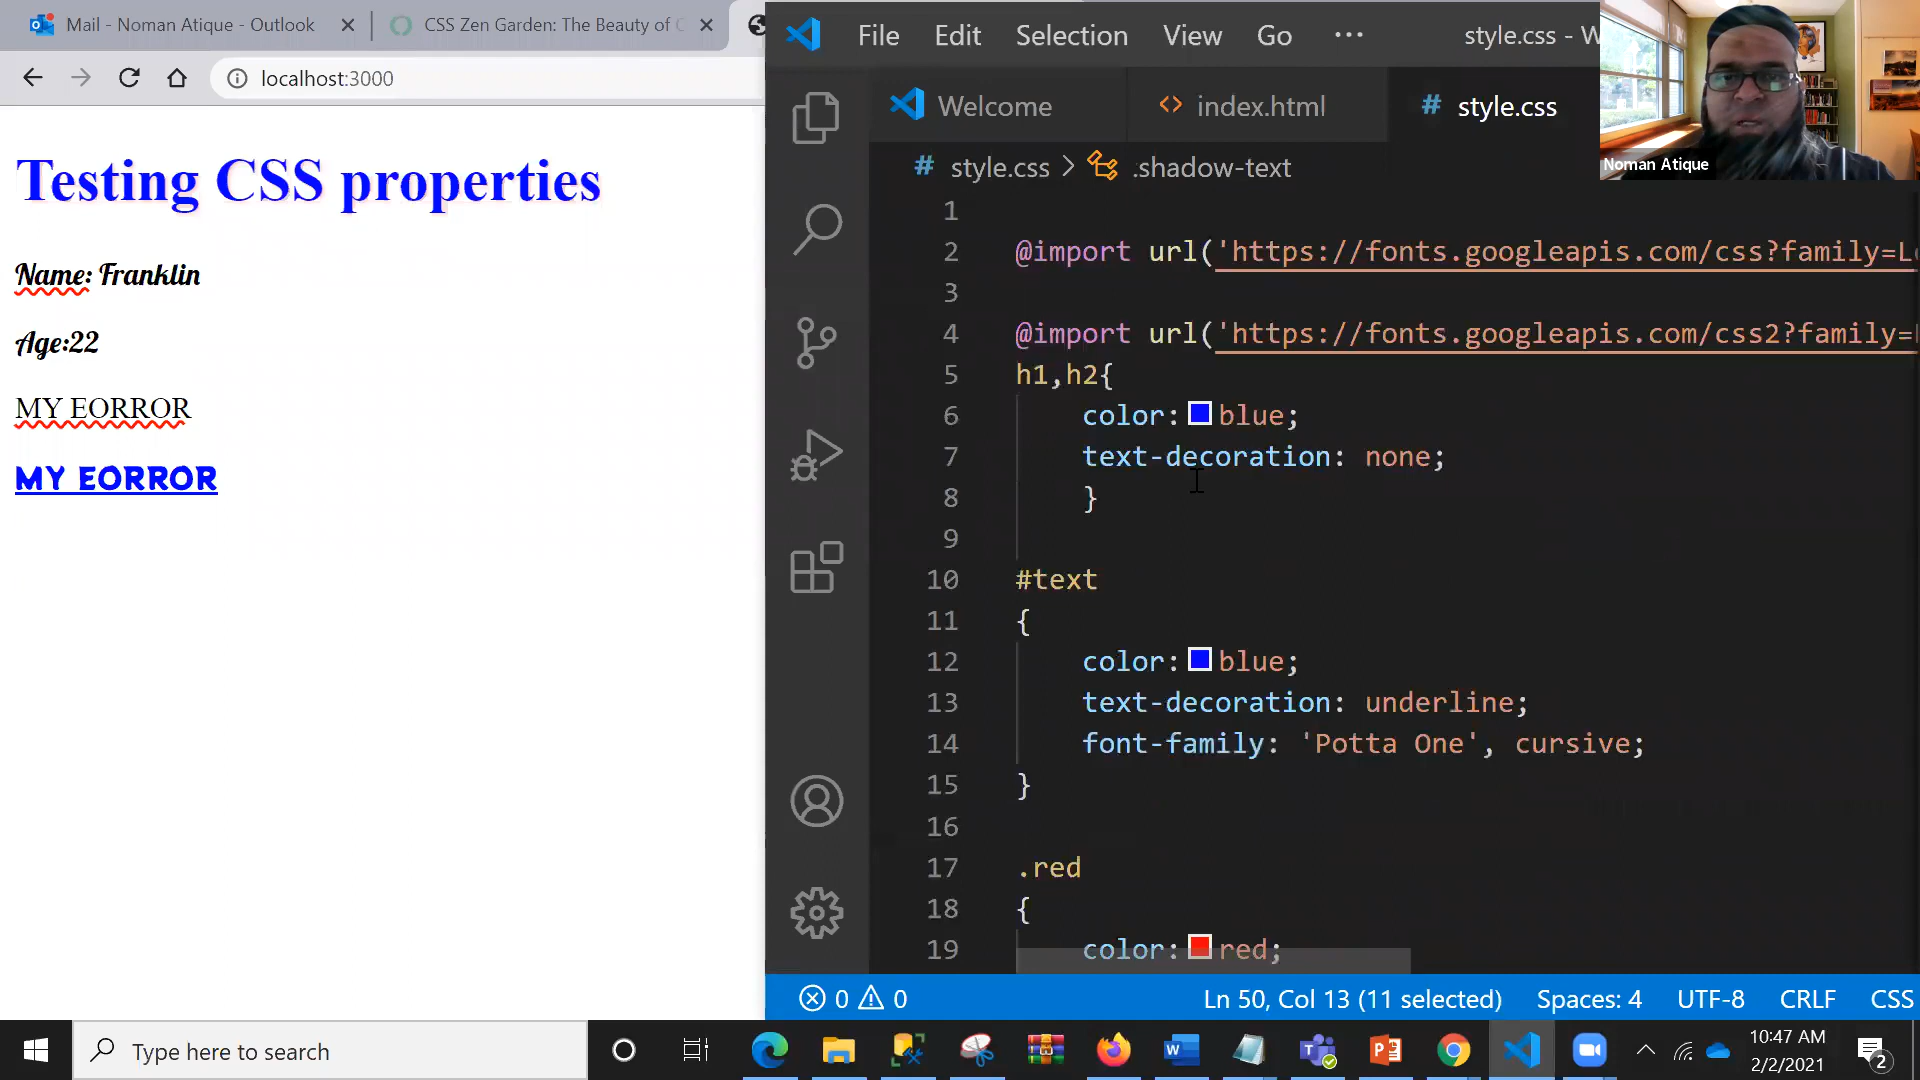 Mail - Noman Atique - Outlook
CSS Zen Garden: The Beauty of
localhost:3000
Testing CSS properties
Name: Franklin
Age:22
MY EORROR
MY EORROR
File Edit Selection View Go ···
style.css -
Welcome
index.html
# style.css
# style.css > .shadow-text
1
2 @import url('https://fonts.googleapis.com/css?family=
3
4 @import url('https://fonts.googleapis.com/css2?family=
5 h1,h2{
6 color: blue;
7 text-decoration: none;
8 }
9
10 #text
11 {
12 color: blue;
13 text-decoration: underline;
14 font-family: 'Potta One', cursive;
15 }
16
17 .red
18 {
19 color: red;
Noman Atique
0 0
Ln 50, Col 13 (11 selected) Spaces: 4 UTF-8 CRLF CSS
Type here to search
10:47 AM
2/2/2021
2